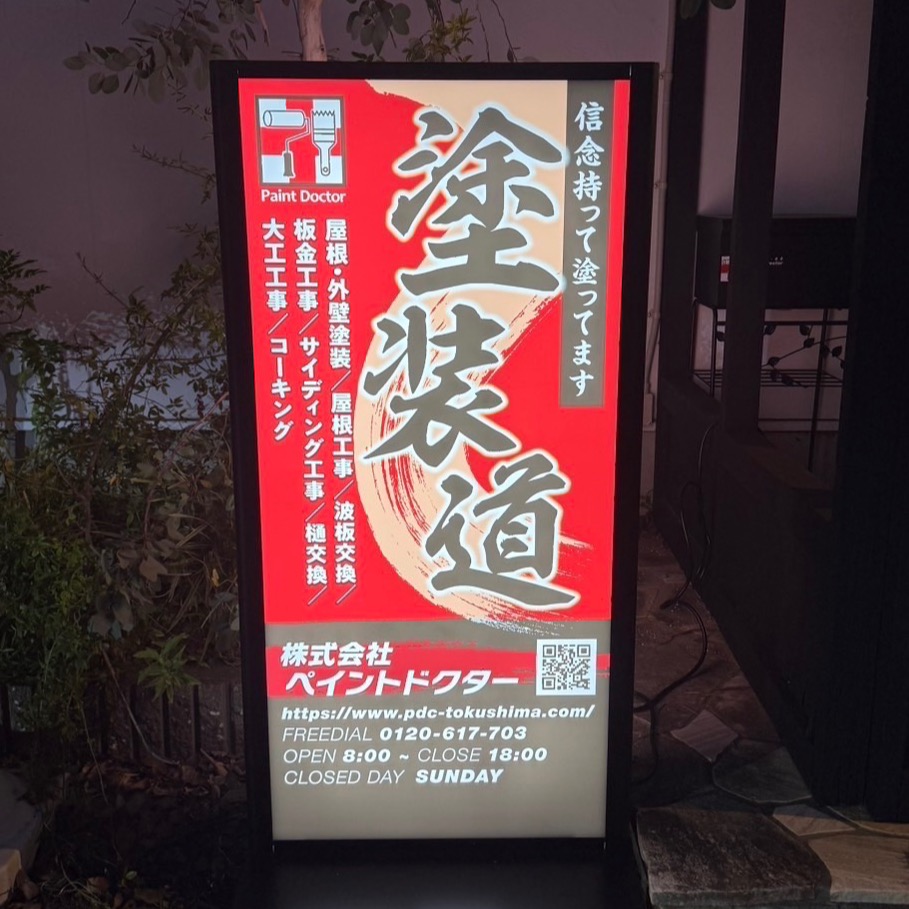 信念持って塗ってます
塗装道
Paint Doctor
屋根・外壁塗装／屋根工事／波板交換／
板金工事／サイディング工事／樋交換／
大工工事／コーキング
株式会社
ペイントドクター
https://www.pdc-tokushima.com/
FREEDIAL 0120-617-703
OPEN 8:00 ~ CLOSE 18:00
CLOSED DAY SUNDAY